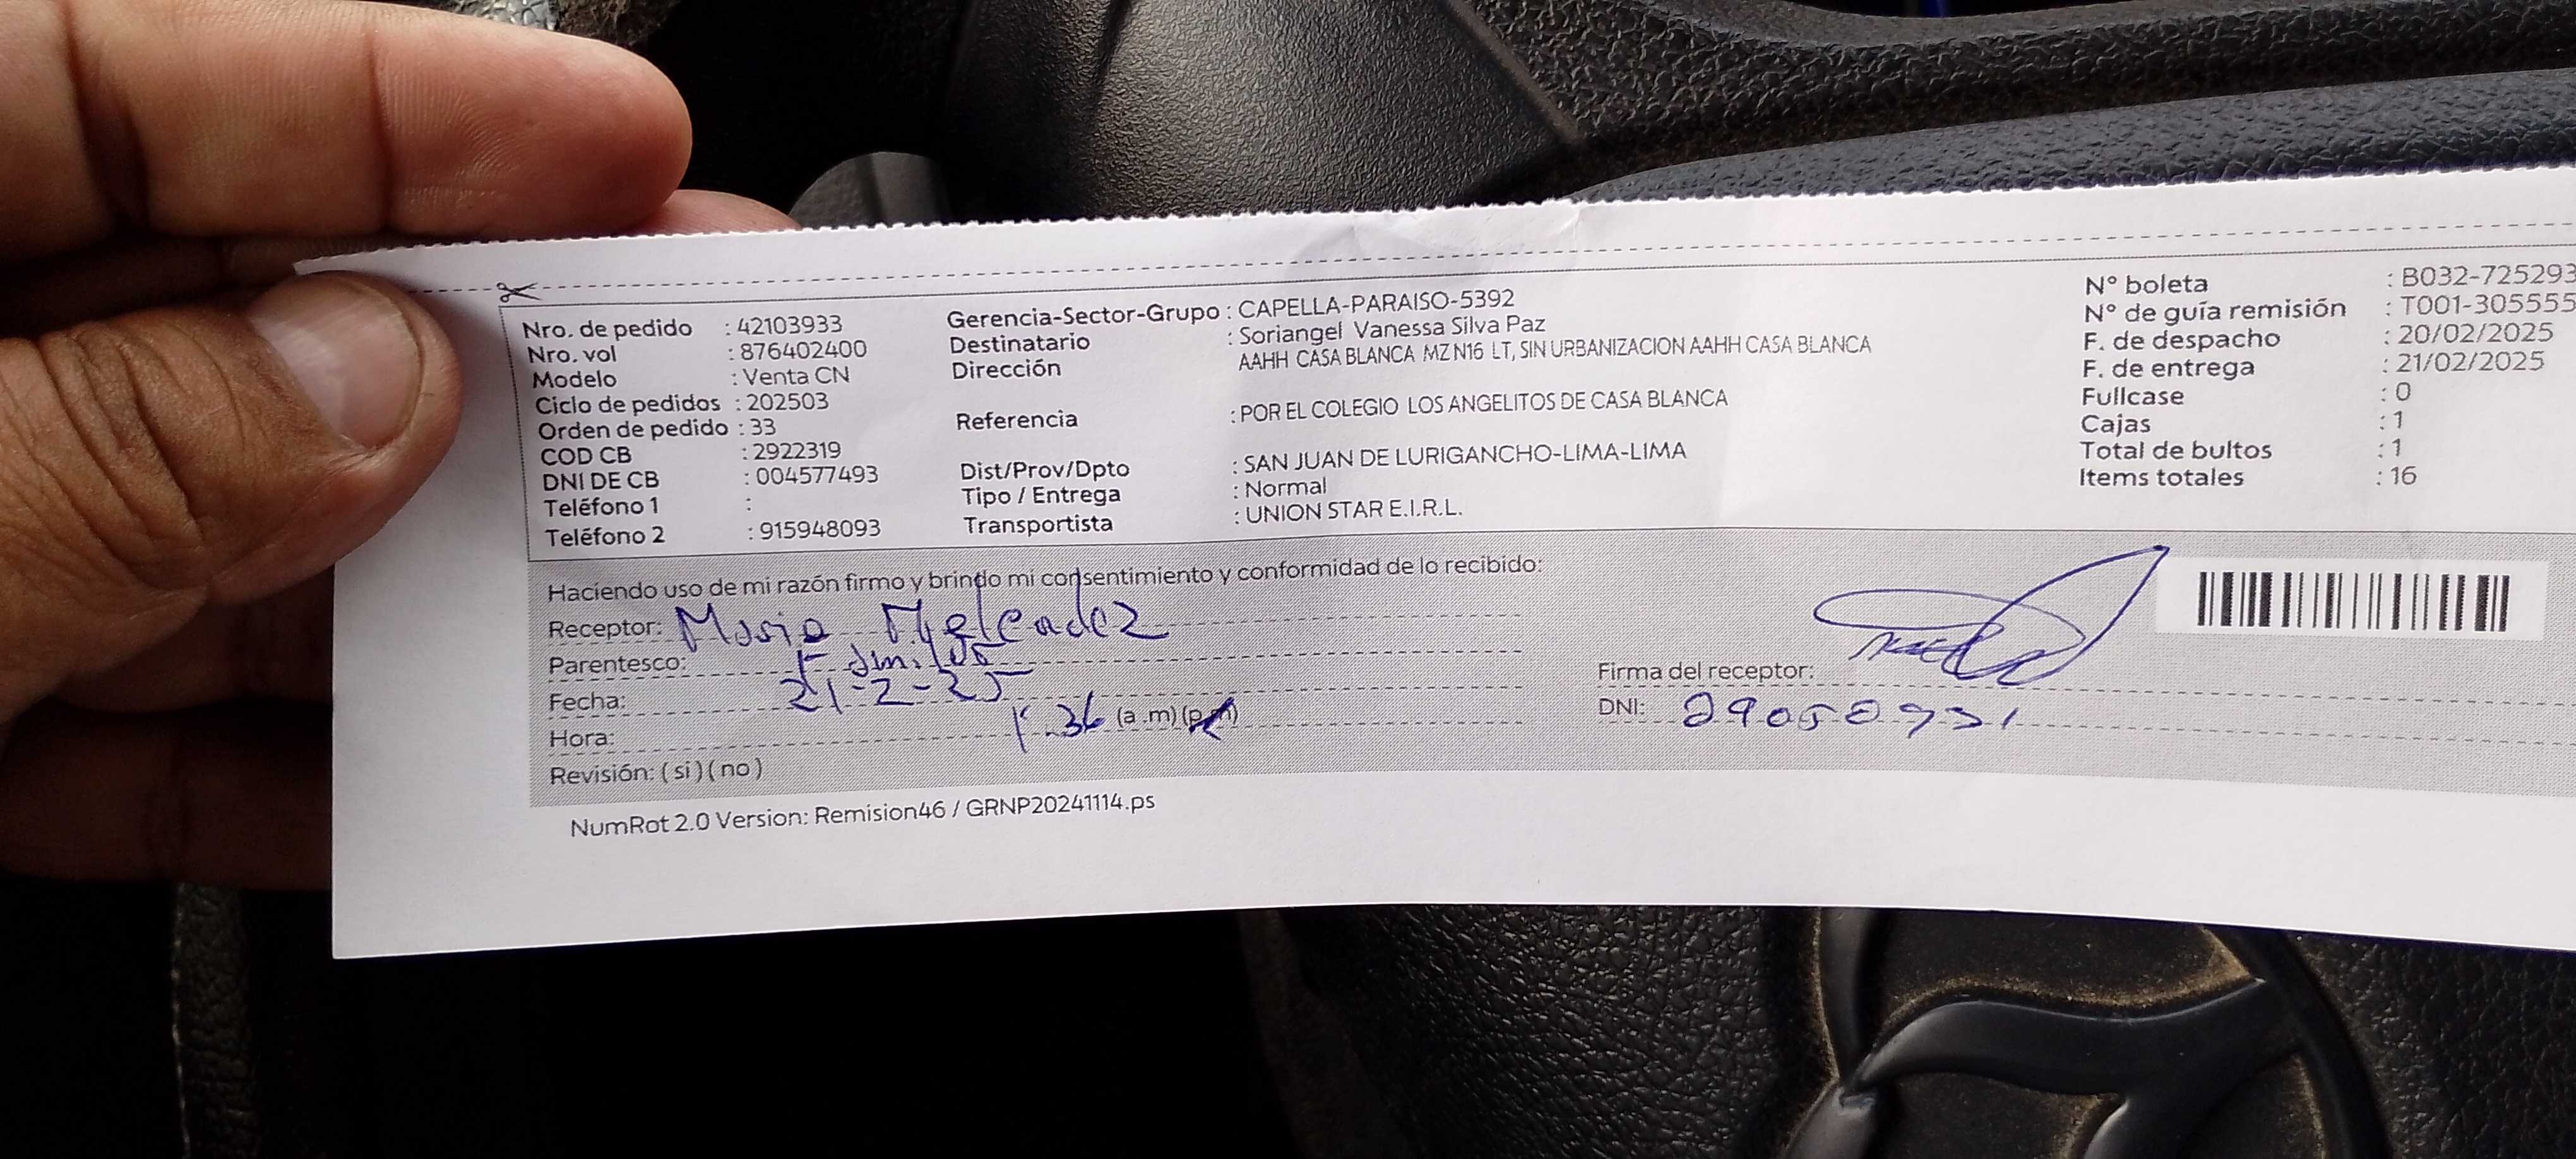 Nro. de pedido : 42103933
Nro. vol : 876402400
Modelo : Venta CN
Ciclo de pedidos : 202503
Orden de pedido : 33
COD CB : 2922319
DNI DE CB : 004577493
Teléfono 1 :
Teléfono 2 : 915948093
Gerencia-Sector-Grupo : CAPELLA-PARAISO-5392
Destinatario : Soriangel Vanessa Silva Paz
Dirección AAHH CASA BLANCA MZ N16 LT, SIN URBANIZACION AAHH CASA BLANCA
Referencia : POR EL COLEGIO LOS ANGELITOS DE CASA BLANCA
Dist/Prov/Dpto : SAN JUAN DE LURIGANCHO-LIMA-LIMA
Tipo / Entrega : Normal
Transportista : UNION STAR E.I.R.L.
N° boleta : B032-725293
N° de guía remisión : T001-305555
F. de despacho : 20/02/2025
F. de entrega : 21/02/2025
Fullcase : 0
Cajas : 1
Total de bultos : 1
Items totales : 16
Haciendo uso de mi razón firmo y brindo mi consentimiento y conformidad de lo recibido:
Receptor: Maria Melendez
Parentesco:
Fecha: 21-2-25
Hora: 1:36 (a.m) (p.m)
Revisión: (si) (no)
Firma del receptor:
DNI:
NumRot 2.0 Version: Remision46 / GRNP20241114.ps